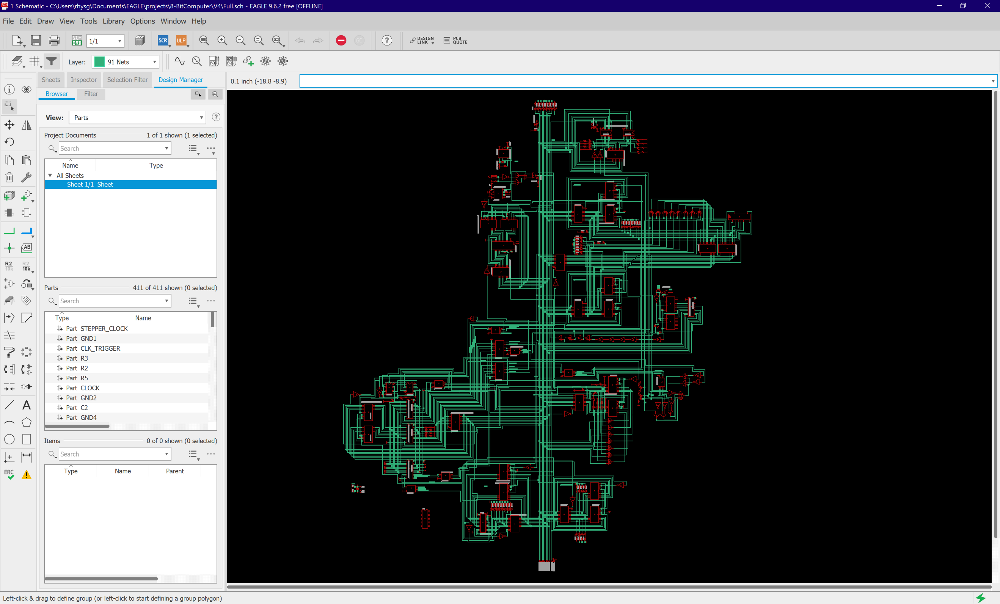 1 Schematic - C:\Users\rhysg\Documents\EAGLE\projects\8-BitComputer\V4\Full.sch - EAGLE 9.6.2 free [OFFLINE]
File Edit Draw View Tools Library Options Window Help
SCH BRD 1/1 SCR ULP GO DESIGN LINK PCB QUOTE
Layer: 91 Nets
Sheets Inspector Selection Filter Design Manager
0.1 inch (-18.8 -8.9)
Browser Filter
View: Parts
Project Documents 1 of 1 shown (1 selected)
Search
Name Type
All Sheets
Sheet 1/1 Sheet
Parts 411 of 411 shown (0 selected)
Search
Type Name
Part STEPPER_CLOCK
Part GND1
Part CLK_TRIGGER
Part R3
Part R2
Part R5
Part CLOCK
Part GND2
Part C2
Part GND4
Items 0 of 0 shown (0 selected)
Search
Type Name Parent
AB
R2 10k R2 10k
A
ERC
Left-click & drag to define group (or left-click to start defining a group polygon)